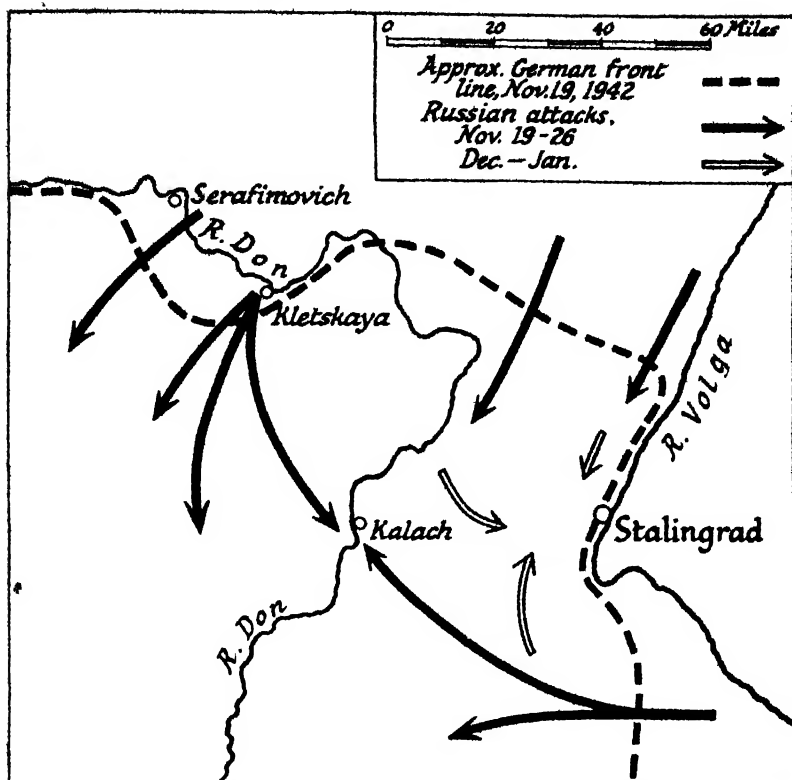 0 20 40 60 Miles
Approx. German front
line, Nov.19, 1942
Russian attacks,
Nov. 19-26
Dec.—Jan.
Serafimovich
R. Don
Kletskaya
R. Volga
Stalingrad
Kalach
R. Don